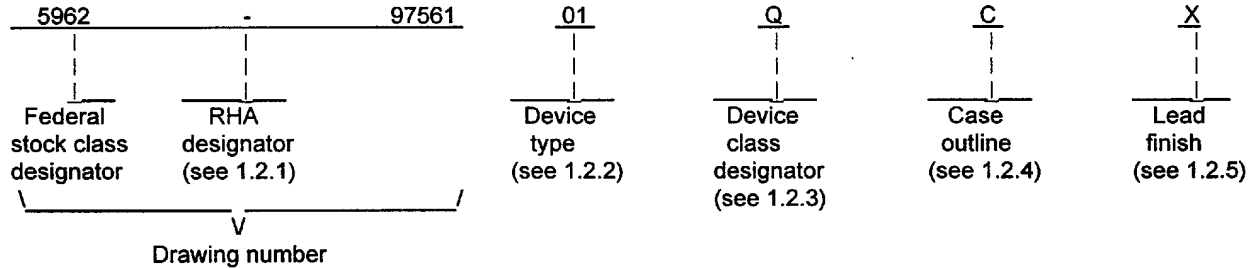 5962 - 97561 01 Q C X
Federal stock class designator
RHA designator (see 1.2.1)
Device type (see 1.2.2)
Device class designator (see 1.2.3)
Case outline (see 1.2.4)
Lead finish (see 1.2.5)
Drawing number